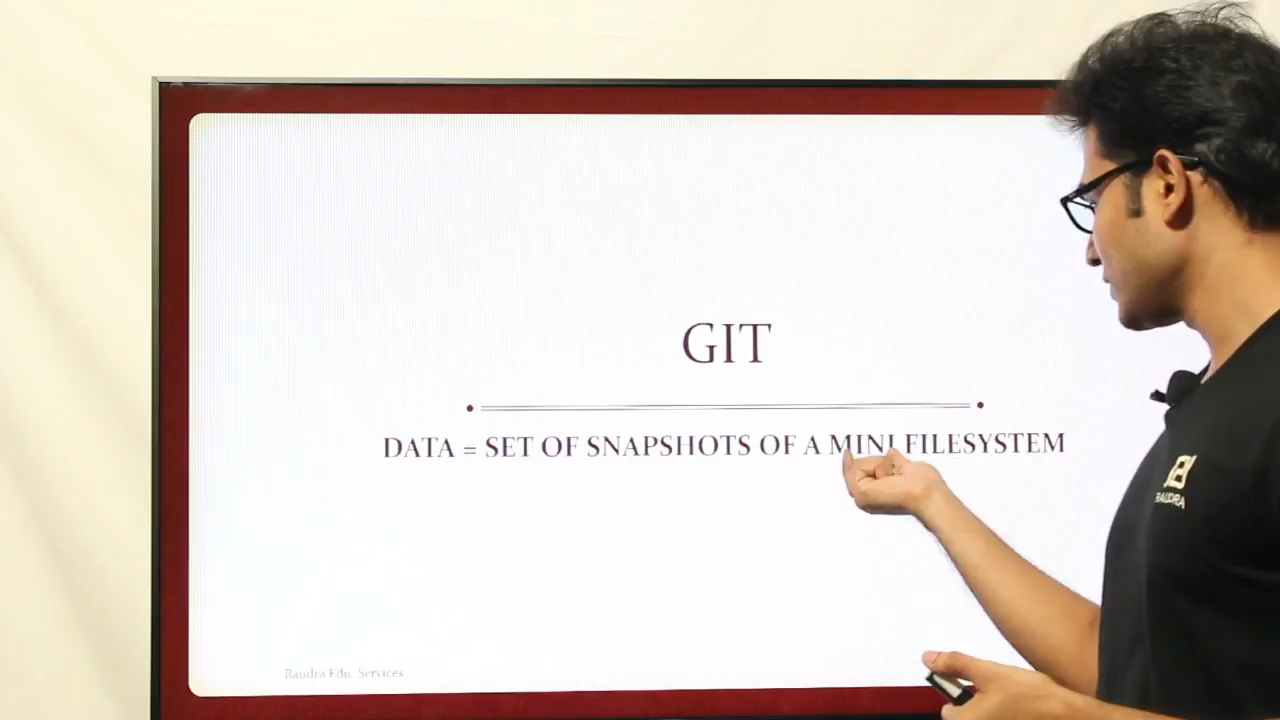 GIT
DATA = SET OF SNAPSHOTS OF A MINI FILESYSTEM
RAUDRA
Raudra Edu Services